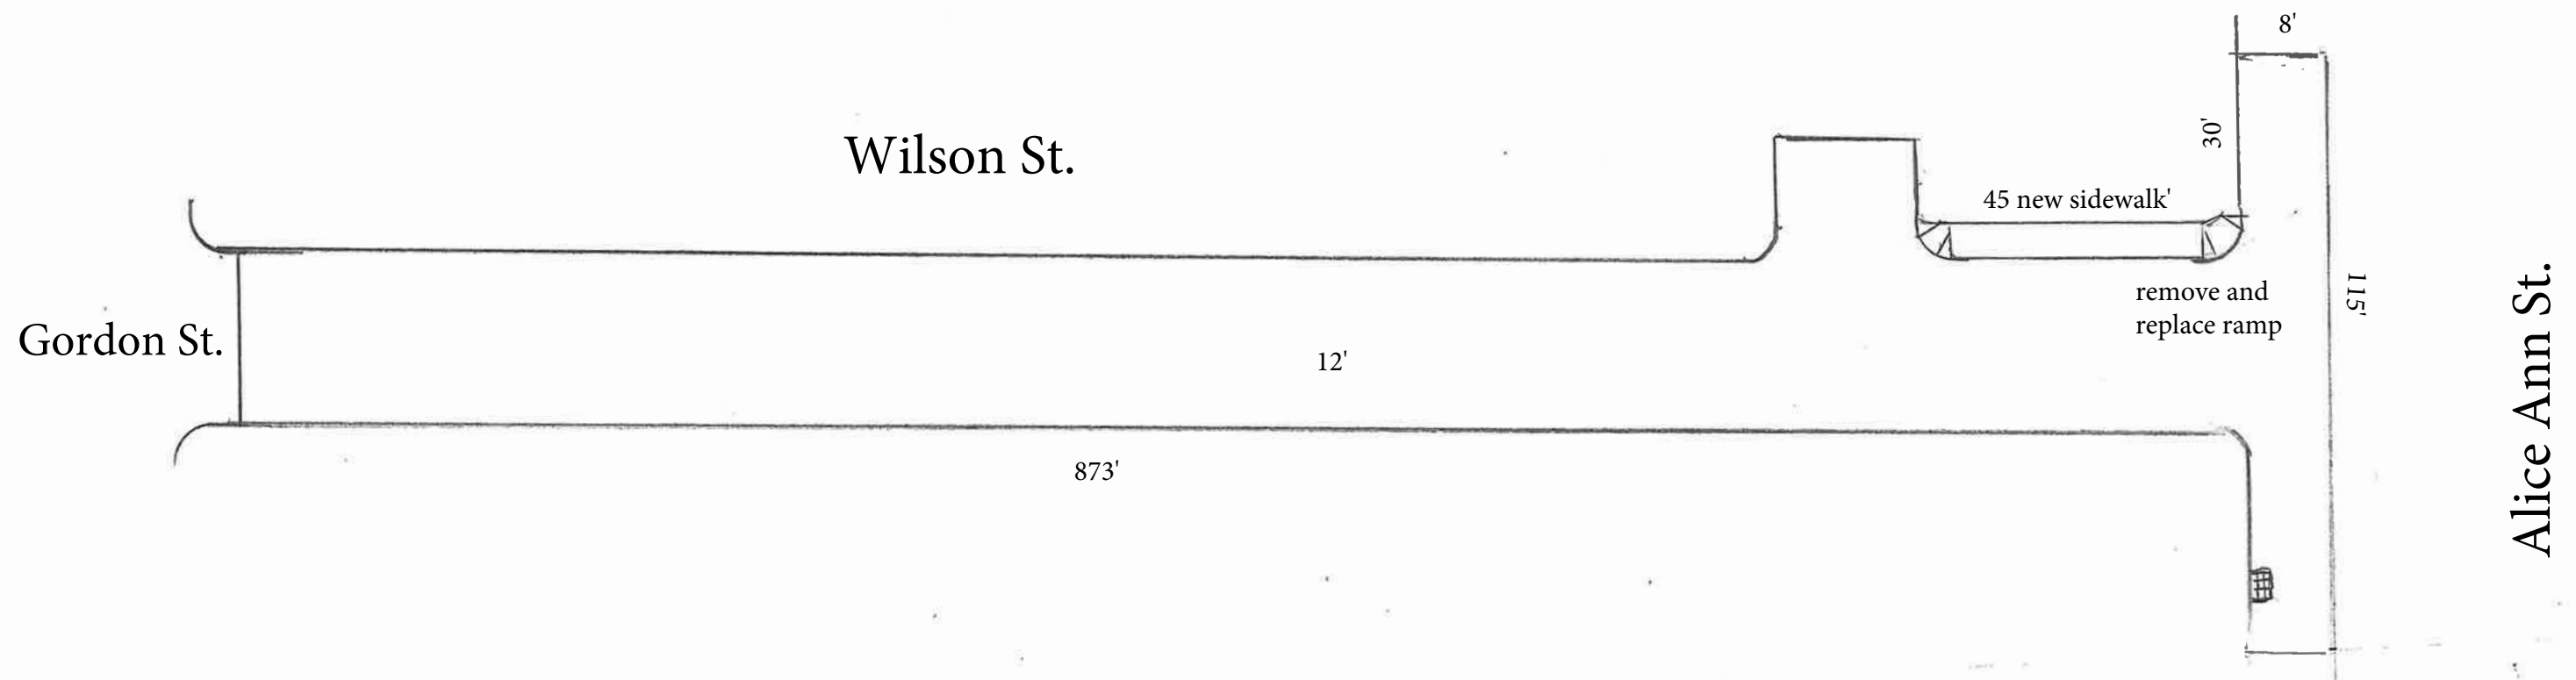 8'
30'
Wilson St.
45 new sidewalk'
remove and
replace ramp
115'
Gordon St.
12'
Alice Ann St.
873'